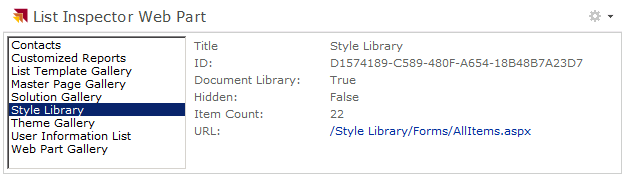 List Inspector Web Part
Contacts
Customized Reports
List Template Gallery
Master Page Gallery
Solution Gallery
Style Library
Theme Gallery
User Information List
Web Part Gallery
Title Style Library
ID: D1574189-C589-480F-A654-18B48B7A23D7
Document Library: True
Hidden: False
Item Count: 22
URL: /Style Library/Forms/AllItems.aspx